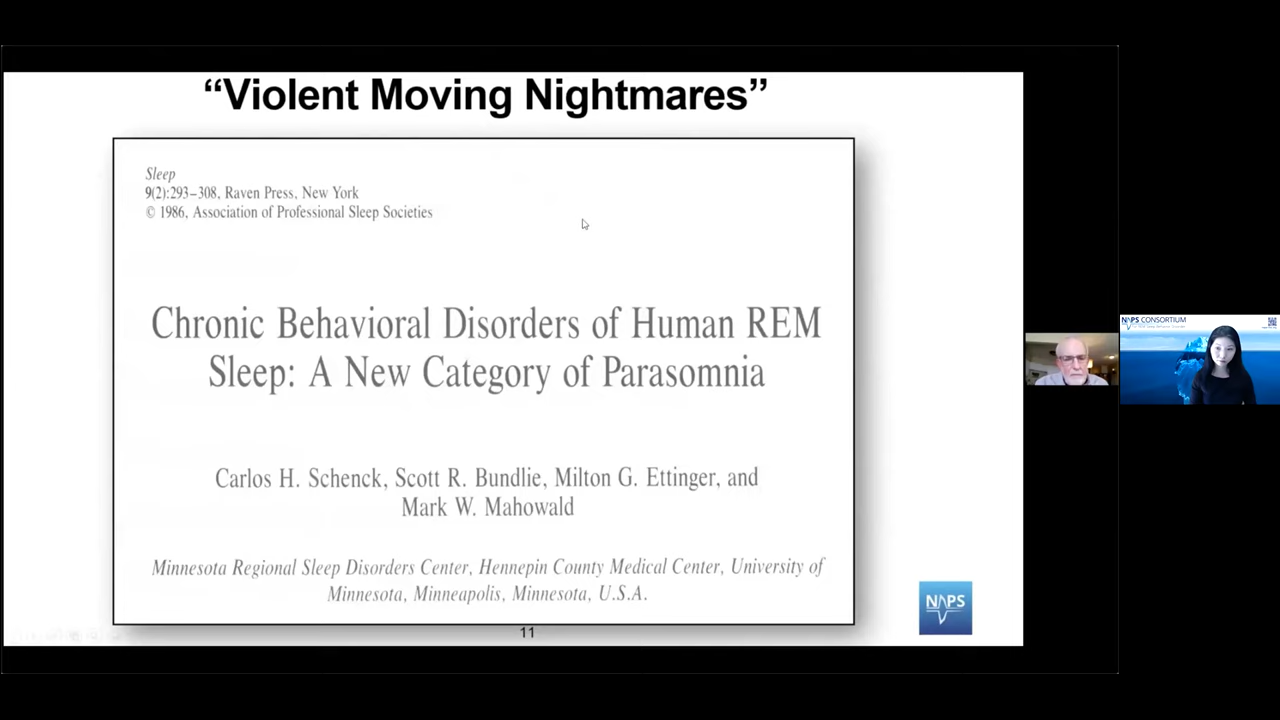 “Violent Moving Nightmares”
Sleep
9(2):293–308, Raven Press, New York
© 1986, Association of Professional Sleep Societies
Chronic Behavioral Disorders of Human REM
Sleep: A New Category of Parasomnia
Carlos H. Schenck, Scott R. Bundlie, Milton G. Ettinger, and
Mark W. Mahowald
Minnesota Regional Sleep Disorders Center, Hennepin County Medical Center, University of
Minnesota, Minneapolis, Minnesota, U.S.A.
NAPS
11
NAPS CONSORTIUM